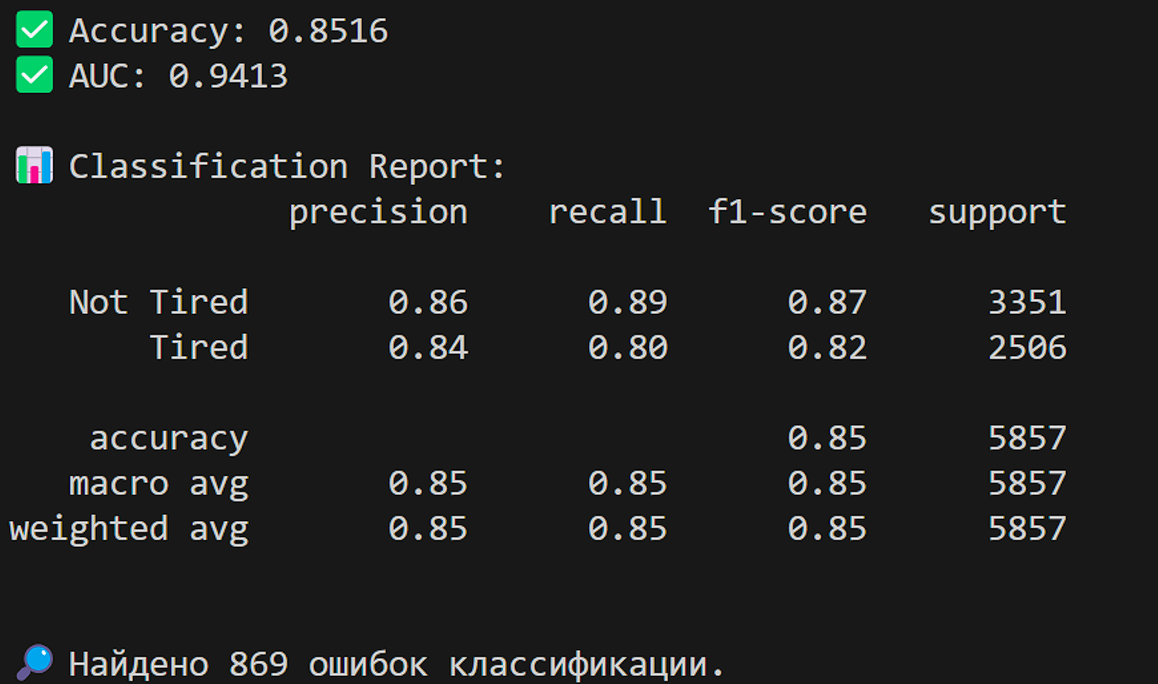 ✅ Accuracy: 0.8516
✅ AUC: 0.9413
📊 Classification Report:
precision recall f1-score support
Not Tired 0.86 0.89 0.87 3351
Tired 0.84 0.80 0.82 2506
accuracy 0.85 5857
macro avg 0.85 0.85 0.85 5857
weighted avg 0.85 0.85 0.85 5857
🔎 Найдено 869 ошибок классификации.